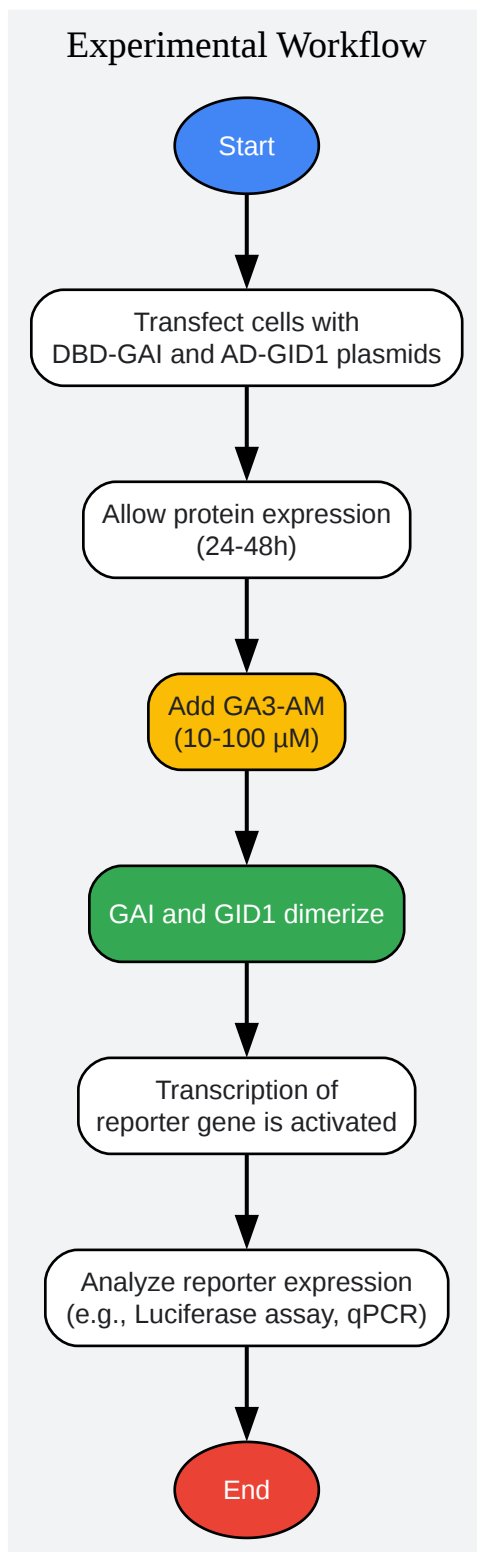 Experimental Workflow
Start
Transfect cells with
DBD-GAI and AD-GID1 plasmids
Allow protein expression
(24-48h)
Add GA3-AM
(10-100 µM)
GAI and GID1 dimerize
Transcription of
reporter gene is activated
Analyze reporter expression
(e.g., Luciferase assay, qPCR)
End